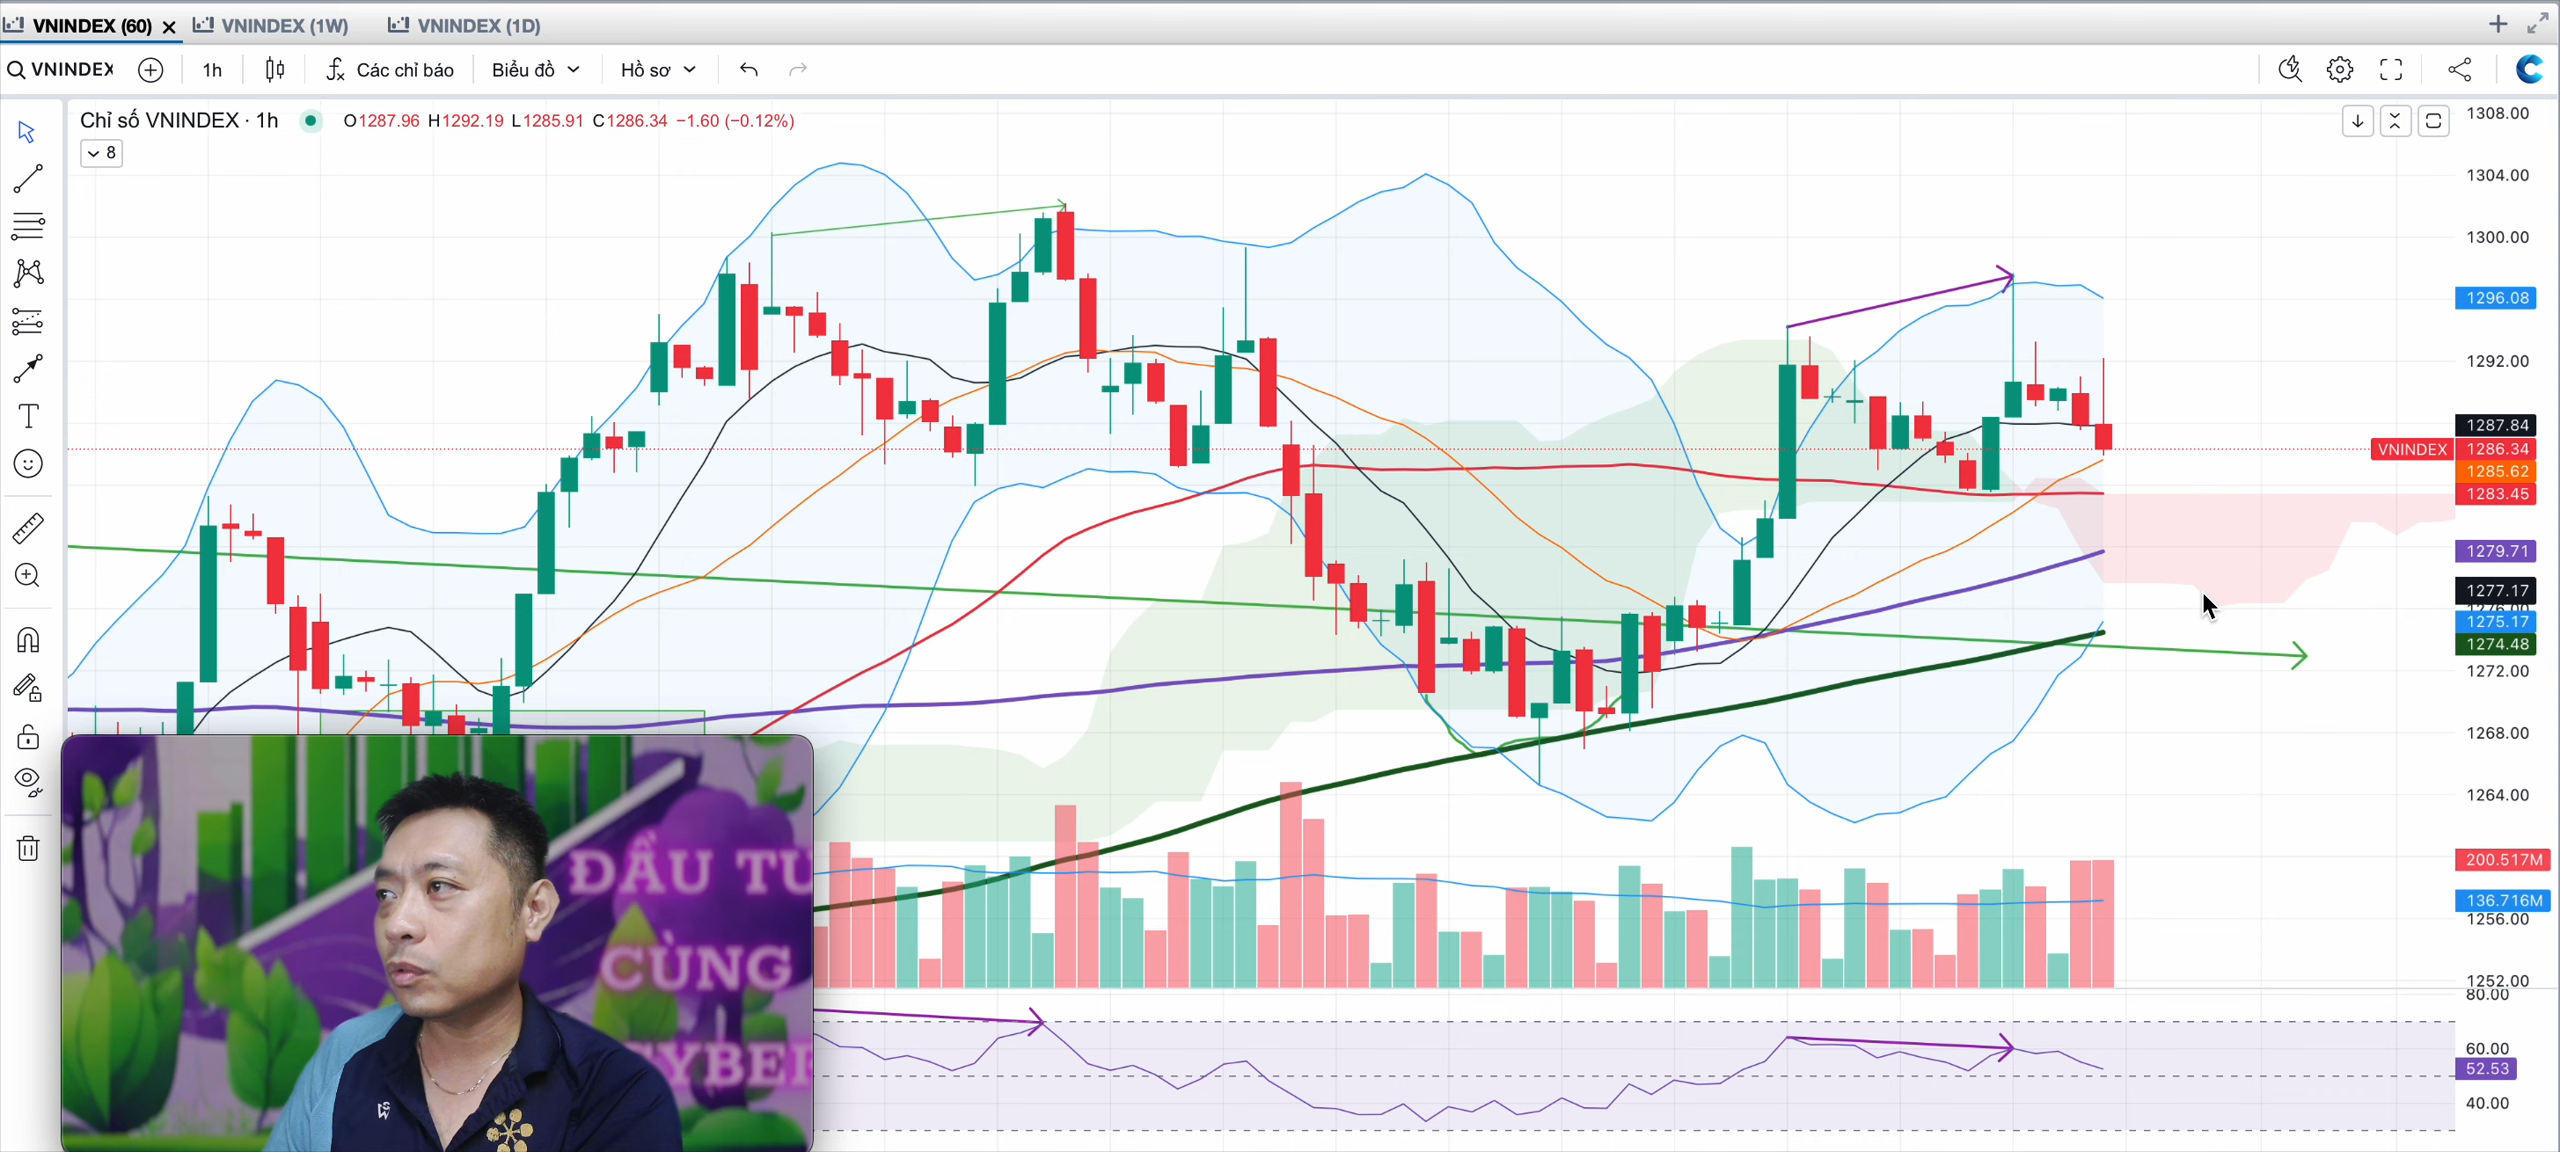 VNINDEX (60) VNINDEX (1W) VNINDEX (1D)
VNINDEX 1h Các chỉ báo Biểu đồ Hồ sơ
Chỉ số VNINDEX · 1h O1287.96 H1292.19 L1285.91 C1286.34 −1.60 (−0.12%)
8
1308.00
1304.00
1300.00
1296.08
1292.00
1287.84
VNINDEX 1286.34
1285.62
1283.45
1279.71
1277.17
1276.00
1275.17
1274.48
1272.00
1268.00
1264.00
200.517M
136.716M
1256.00
1252.00
80.00
60.00
52.53
40.00
ĐẦU TƯ
CÙNG
CYBER